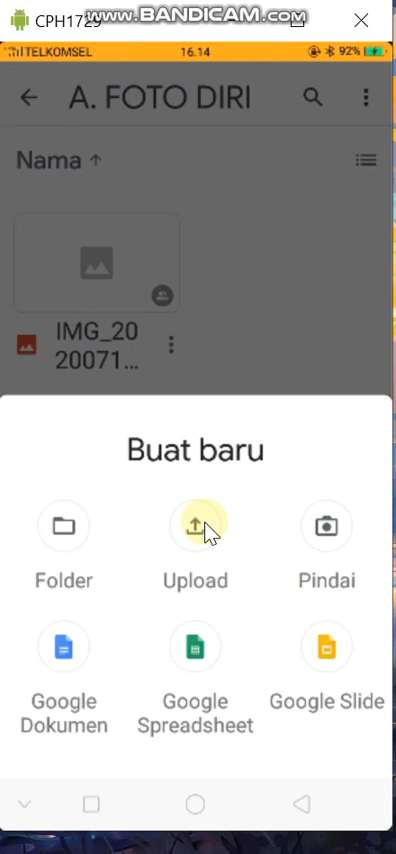 CPH1729
www.BANDICAM.com
TELKOMSEL
16.14
92%
A. FOTO DIRI
Nama
IMG_20
20071...
Buat baru
Folder
Upload
Pindai
Google
Dokumen
Google
Spreadsheet
Google Slide